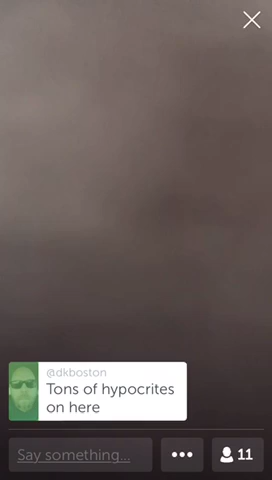 @dkboston
Tons of hypocrites
on here
Say something...
11